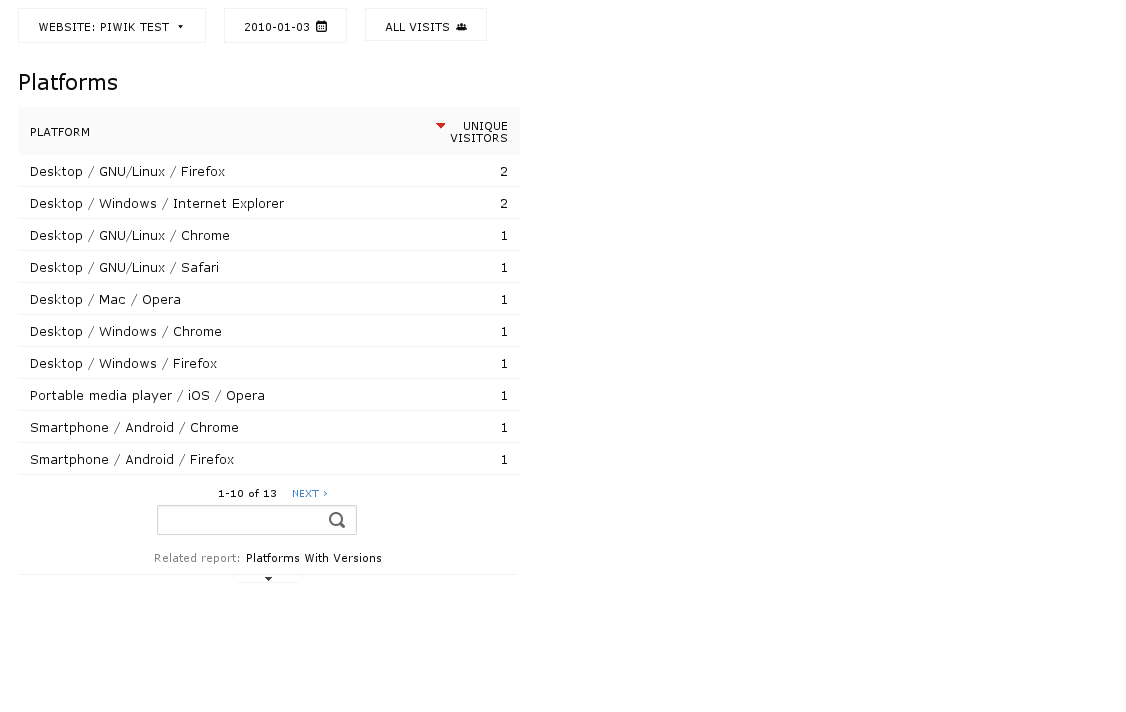 WEBSITE: PIWIK TEST 2010-01-03 ALL VISITS
Platforms
PLATFORM UNIQUE VISITORS
Desktop / GNU/Linux / Firefox 2
Desktop / Windows / Internet Explorer 2
Desktop / GNU/Linux / Chrome 1
Desktop / GNU/Linux / Safari 1
Desktop / Mac / Opera 1
Desktop / Windows / Chrome 1
Desktop / Windows / Firefox 1
Portable media player / iOS / Opera 1
Smartphone / Android / Chrome 1
Smartphone / Android / Firefox 1
1-10 of 13 NEXT ›
Related report: Platforms With Versions